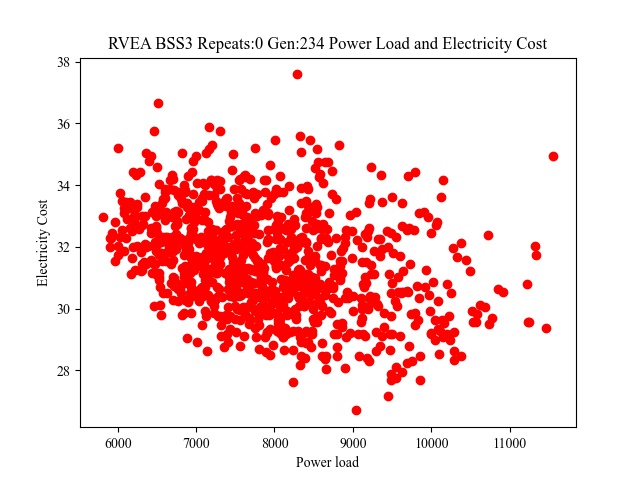 RVEA BSS3 Repeats:0 Gen:234 Power Load and Electricity Cost
38
36
34
32
30
28
Electricity Cost
6000 7000 8000 9000 10000 11000
Power load